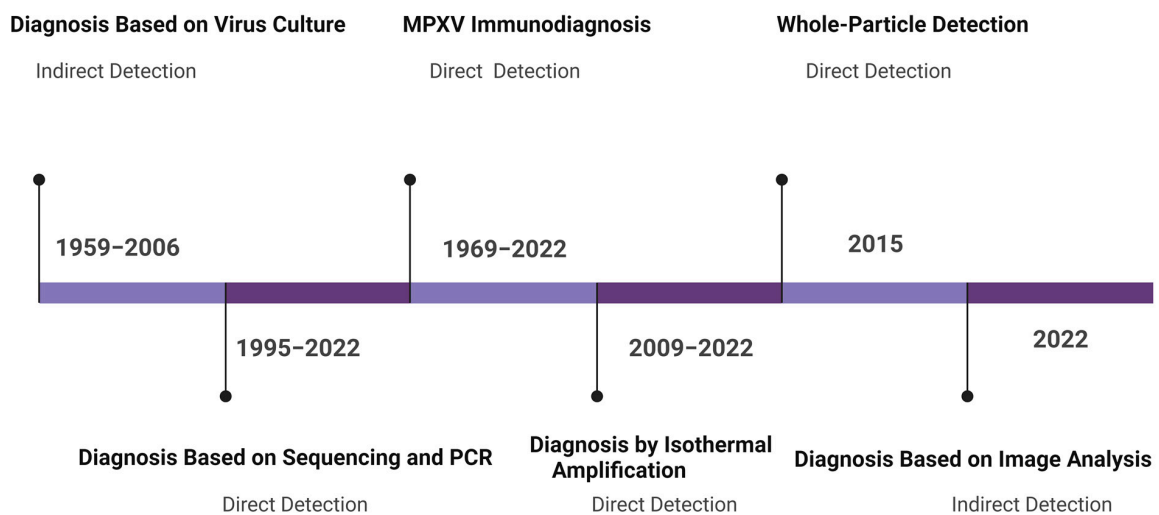 Diagnosis Based on Virus Culture
Indirect Detection
MPXV Immunodiagnosis
Direct Detection
Whole-Particle Detection
Direct Detection
1959–2006
1969–2022
2015
1995–2022
2009–2022
2022
Diagnosis Based on Sequencing and PCR
Direct Detection
Diagnosis by Isothermal
Amplification
Direct Detection
Diagnosis Based on Image Analysis
Indirect Detection